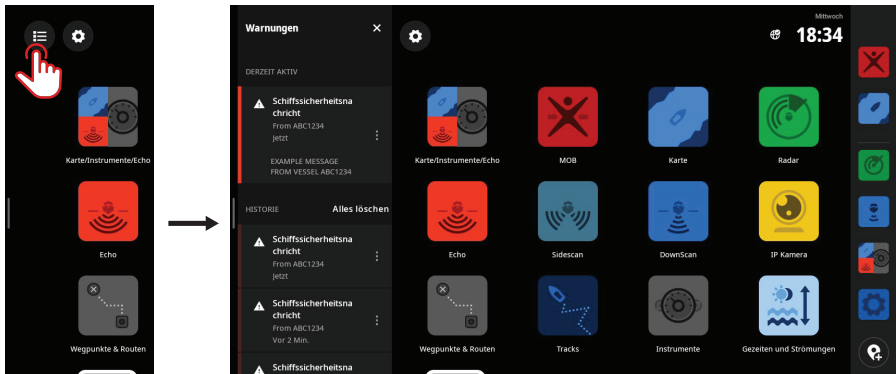 Karte/Instrumente/Echo
Echo
Wegpunkte & Routen
Warnungen
DERZEIT AKTIV
Schiffssicherheitsna
chricht
From ABC1234
Jetzt
EXAMPLE MESSAGE
FROM VESSEL ABC1234
HISTORIE Alles löschen
Schiffssicherheitsna
chricht
From ABC1234
Jetzt
Schiffssicherheitsna
chricht
From ABC1234
Vor 2 Min.
Schiffssicherheitsna
Mittwoch
18:34
Karte/Instrumente/Echo
MOB
Karte
Radar
Echo
Sidescan
DownScan
IP Kamera
Wegpunkte & Routen
Tracks
Instrumente
Gezeiten und Strömungen